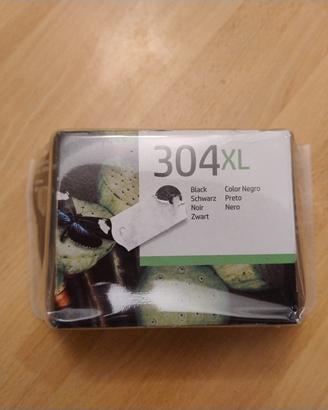 304XL
Black Color Negro
Schwarz Preto
Noir Nero
Zwart